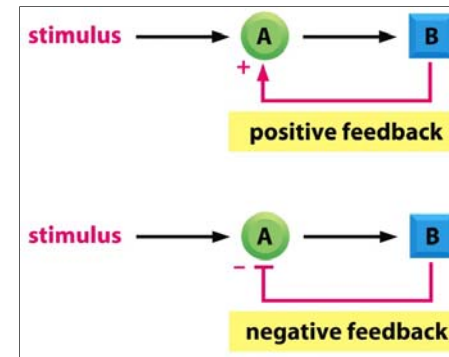 stimulus A B
+
positive feedback
stimulus A B
–
negative feedback